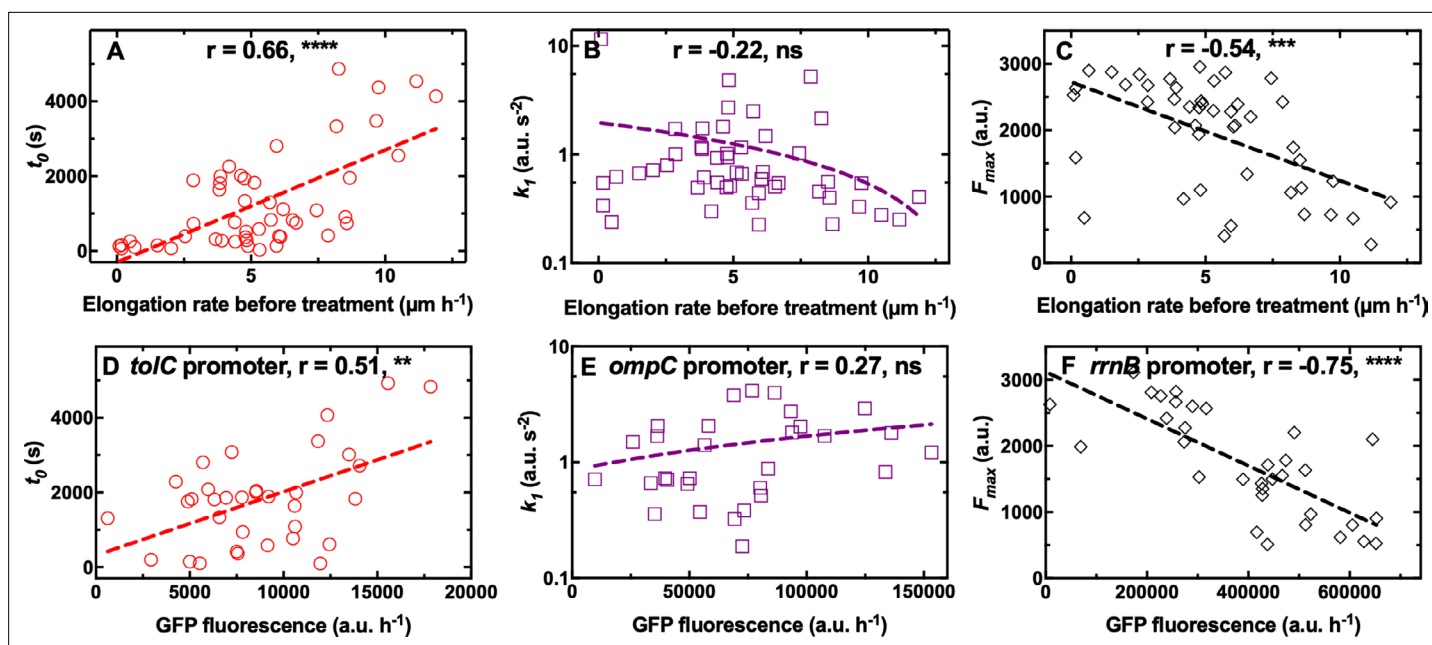 A
r = 0.66, ****
t0 (s)
4000
2000
0
0 5 10
Elongation rate before treatment (µm h-1)
B
r = -0.22, ns
k1 (a.u. s-2)
10
1
0.1
0 5 10
Elongation rate before treatment (µm h-1)
C
r = -0.54, ***
Fmax (a.u.)
3000
2000
1000
0
0 5 10
Elongation rate before treatment (µm h-1)
D tolC promoter, r = 0.51, **
t0 (s)
4000
2000
0
0 5000 10000 15000 20000
GFP fluorescence (a.u. h-1)
E ompC promoter, r = 0.27, ns
k1 (a.u. s-2)
10
1
0.1
0 50000 100000 150000
GFP fluorescence (a.u. h-1)
F rrnB promoter, r = -0.75, ****
Fmax (a.u.)
3000
2000
1000
0
0 200000 400000 600000
GFP fluorescence (a.u. h-1)